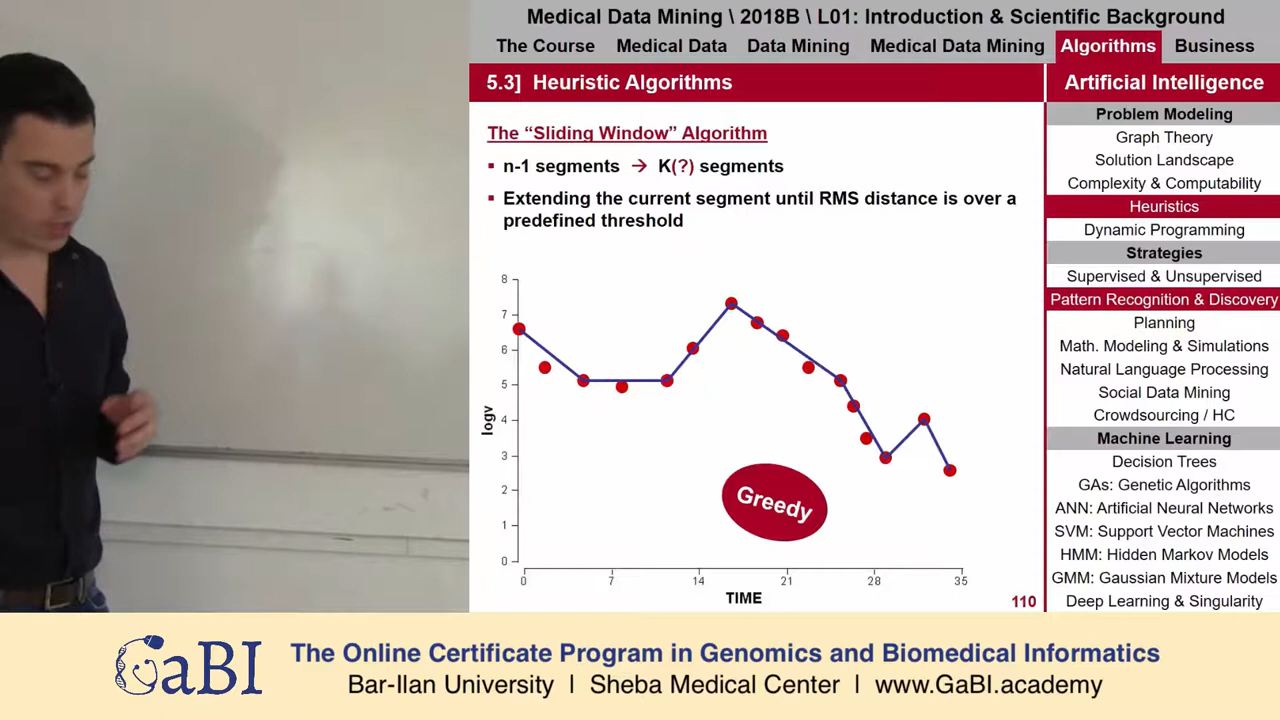 Medical Data Mining \ 2018B \ L01: Introduction & Scientific Background
The Course Medical Data Data Mining Medical Data Mining Algorithms Business
5.3] Heuristic Algorithms
The “Sliding Window” Algorithm
n-1 segments → K(?) segments
Extending the current segment until RMS distance is over a
predefined threshold
8
7
6
5
4
3
2
1
0
logv
0 7 14 21 28 35
TIME
Greedy
110
Artificial Intelligence
Problem Modeling
Graph Theory
Solution Landscape
Complexity & Computability
Heuristics
Dynamic Programming
Strategies
Supervised & Unsupervised
Pattern Recognition & Discovery
Planning
Math. Modeling & Simulations
Natural Language Processing
Social Data Mining
Crowdsourcing / HC
Machine Learning
Decision Trees
GAs: Genetic Algorithms
ANN: Artificial Neural Networks
SVM: Support Vector Machines
HMM: Hidden Markov Models
GMM: Gaussian Mixture Models
Deep Learning & Singularity
GaBI
The Online Certificate Program in Genomics and Biomedical Informatics
Bar-Ilan University | Sheba Medical Center | www.GaBI.academy